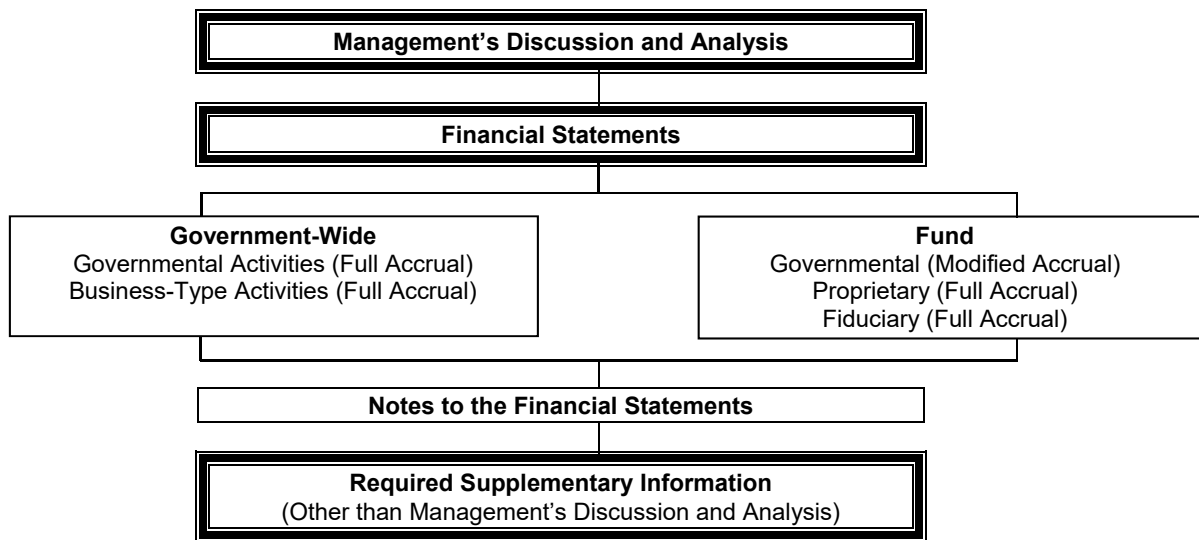 Management’s Discussion and Analysis
Financial Statements
Government-Wide
Governmental Activities (Full Accrual)
Business-Type Activities (Full Accrual)
Fund
Governmental (Modified Accrual)
Proprietary (Full Accrual)
Fiduciary (Full Accrual)
Notes to the Financial Statements
Required Supplementary Information
(Other than Management’s Discussion and Analysis)